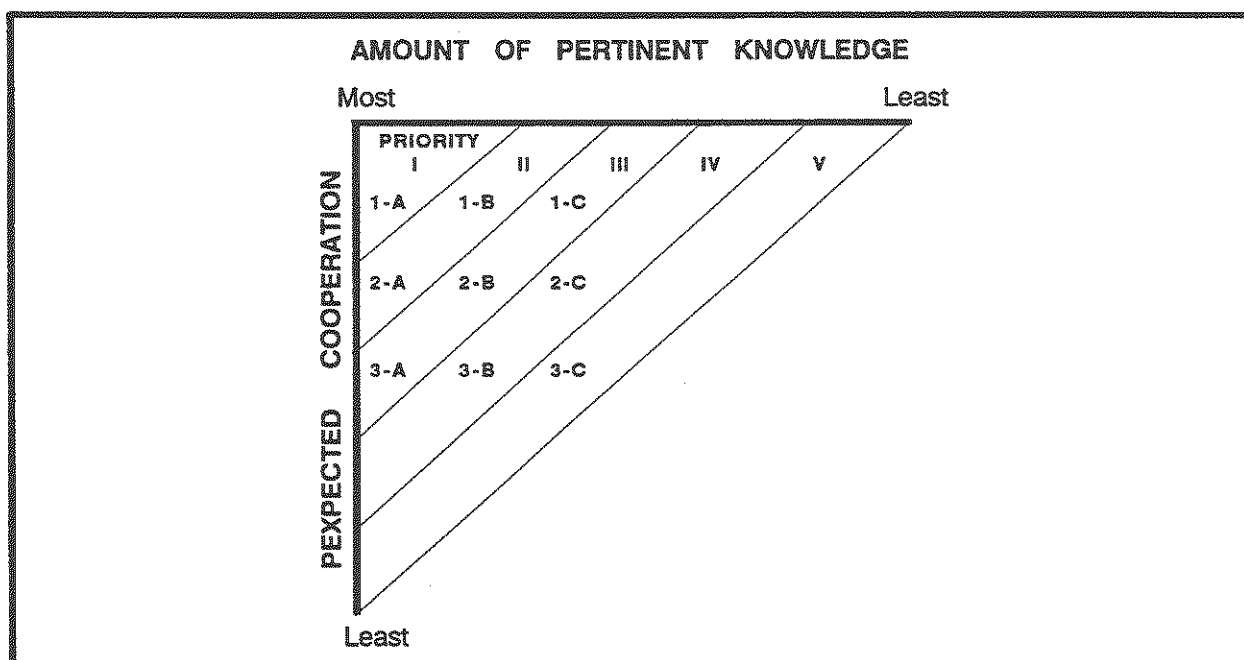 AMOUNT OF PERTINENT KNOWLEDGE
Most Least
PRIORITY
I II III IV V
1-A 1-B 1-C
2-A 2-B 2-C
3-A 3-B 3-C
PEXPECTED COOPERATION
Least